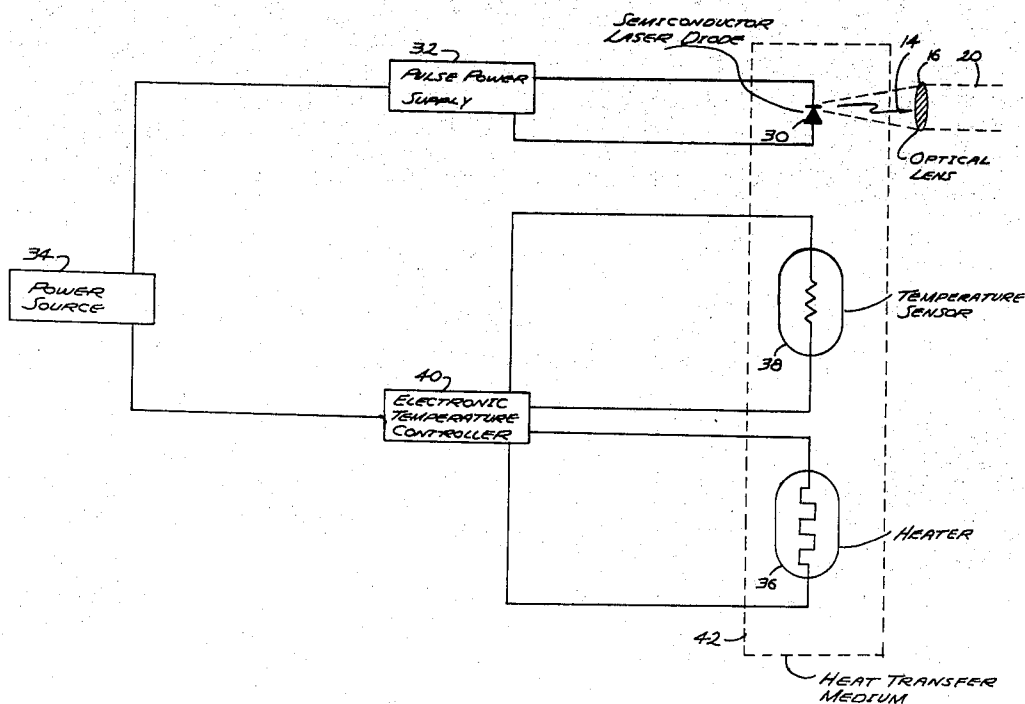 SEMICONDUCTOR
LASER DIODE
14
16
20
32
PULSE POWER
SUPPLY
30
OPTICAL
LENS
34
POWER
SOURCE
TEMPERATURE
SENSOR
38
40
ELECTRONIC
TEMPERATURE
CONTROLLER
HEATER
36
42
HEAT TRANSFER
MEDIUM